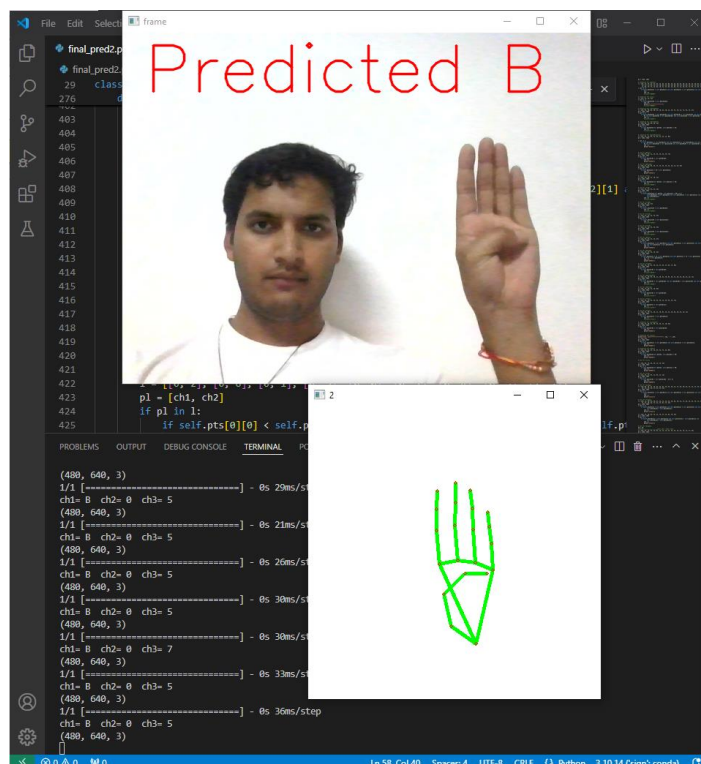 File Edit Selecti
frame
final_pred2.p
final_pred2.
29 class
276 d
Predicted B
402
403
404
405
406
407
408 2][1]
409
410
411
412
413
414
415
416
417
418
419
420
421
422
423 pl = [ch1, ch2]
424 if pl in l:
425 if self.pts[0][0] < self.p
2
PROBLEMS OUTPUT DEBUG CONSOLE TERMINAL
(480, 640, 3)
1/1 [==============================] - 0s 29ms/st
ch1= B ch2= 0 ch3= 5
(480, 640, 3)
1/1 [==============================] - 0s 21ms/st
ch1= B ch2= 0 ch3= 5
(480, 640, 3)
1/1 [==============================] - 0s 26ms/st
ch1= B ch2= 0 ch3= 5
(480, 640, 3)
1/1 [==============================] - 0s 30ms/st
ch1= B ch2= 0 ch3= 5
(480, 640, 3)
1/1 [==============================] - 0s 30ms/st
ch1= B ch2= 0 ch3= 7
(480, 640, 3)
1/1 [==============================] - 0s 33ms/st
ch1= B ch2= 0 ch3= 5
(480, 640, 3)
1/1 [==============================] - 0s 36ms/step
ch1= B ch2= 0 ch3= 5
(480, 640, 3)
0 0 0 Ln 58, Col 40 Spaces: 4 UTF-8 CRLF Python 3.10.14 ('sign': conda)